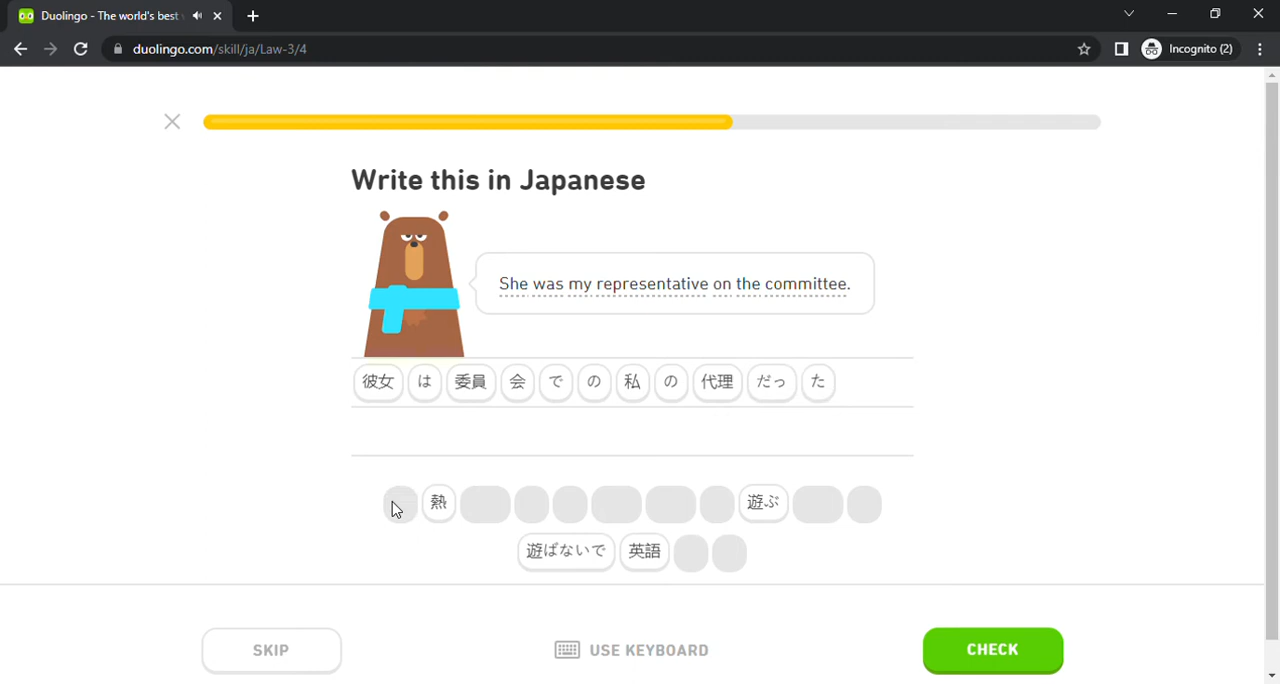 Duolingo - The world's best
duolingo.com/skill/ja/Law-3/4
Incognito (2)
Write this in Japanese
She was my representative on the committee.
彼女 は 委員 会 で の 私 の 代理 だっ た
熱 遊ぶ
遊ばないで 英語
SKIP USE KEYBOARD CHECK